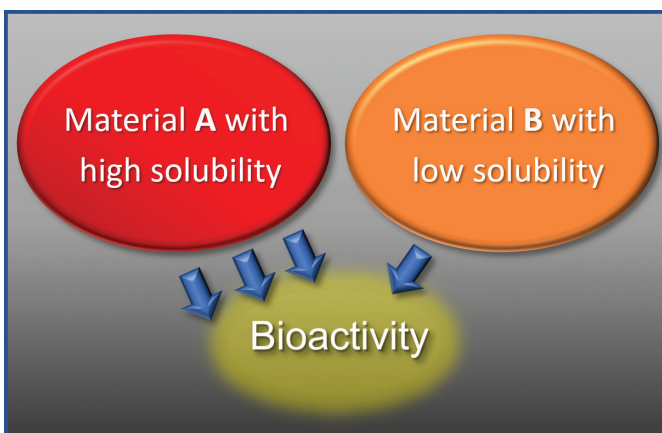 Material A with
high solubility
Material B with
low solubility
Bioactivity